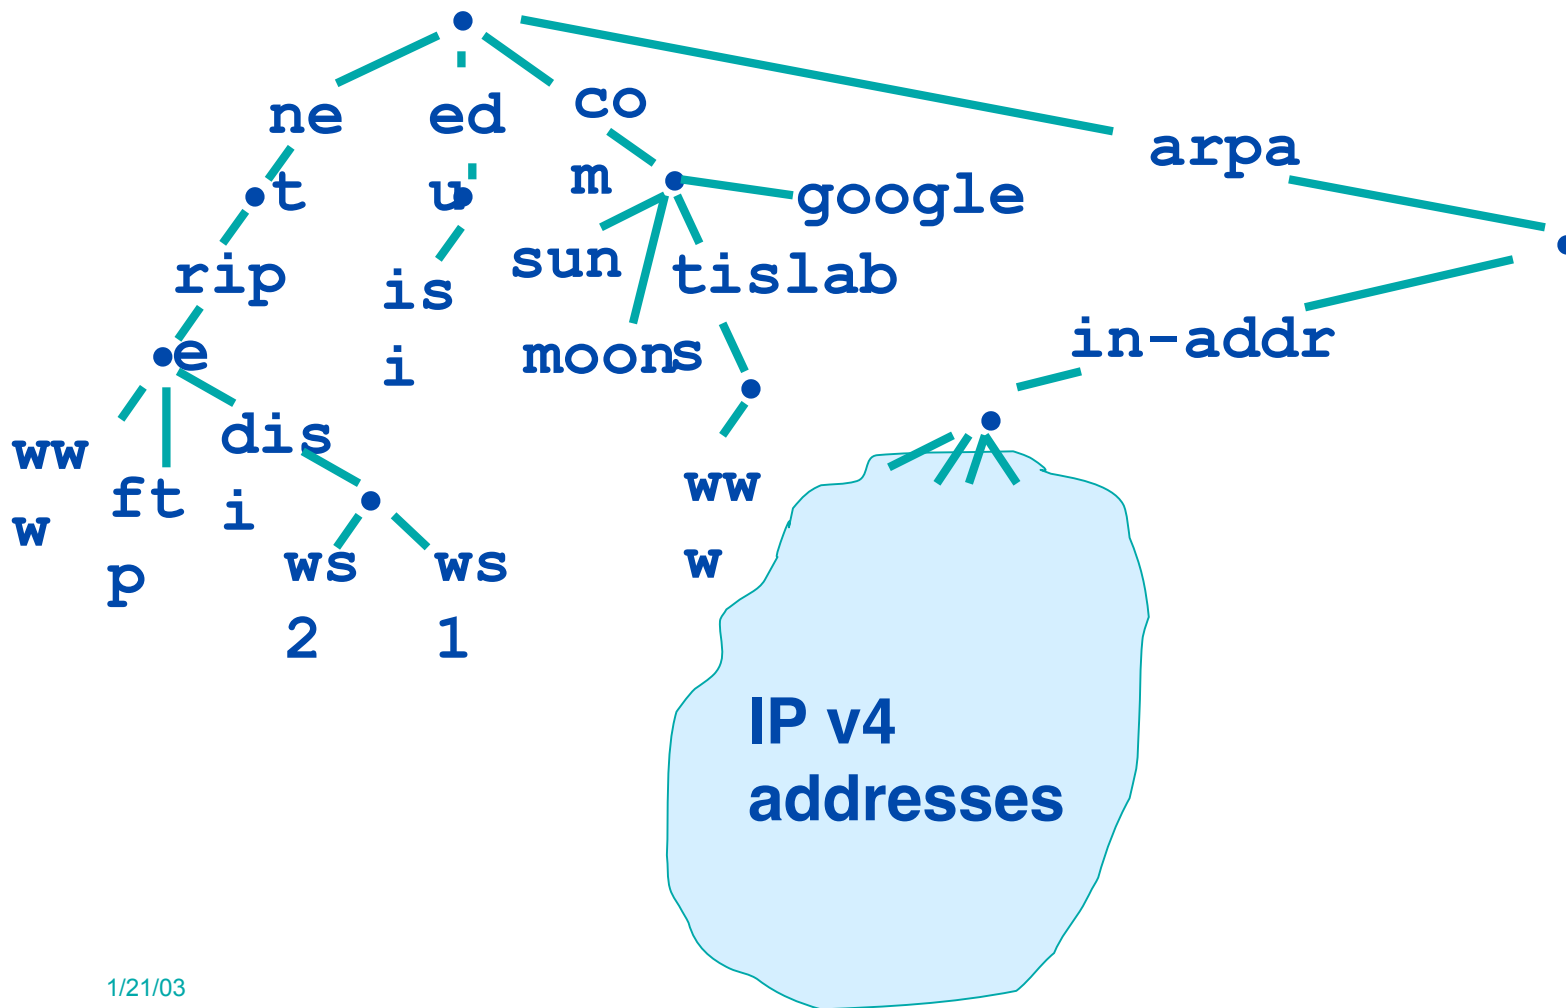 ne
t
ed
u
co
m
arpa
google
sun
tislab
s
rip
e
is
i
moon
in-addr
ww
w
ft
p
dis
i
ww
w
ws
2
ws
1
IP v4
addresses
1/21/03